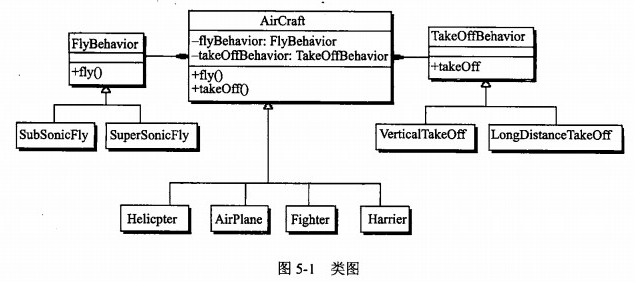 AirCraft
FlyBehavior
TakeOffBehavior
−flyBehavior: FlyBehavior
−takeOffBehavior: TakeOffBehavior
+fly()
+takeOff
+fly()
+takeOff()
SubSonicFly
SuperSonicFly
VerticalTakeOff
LongDistanceTakeOff
Helicpter
AirPlane
Fighter
Harrier
图 5-1 类图